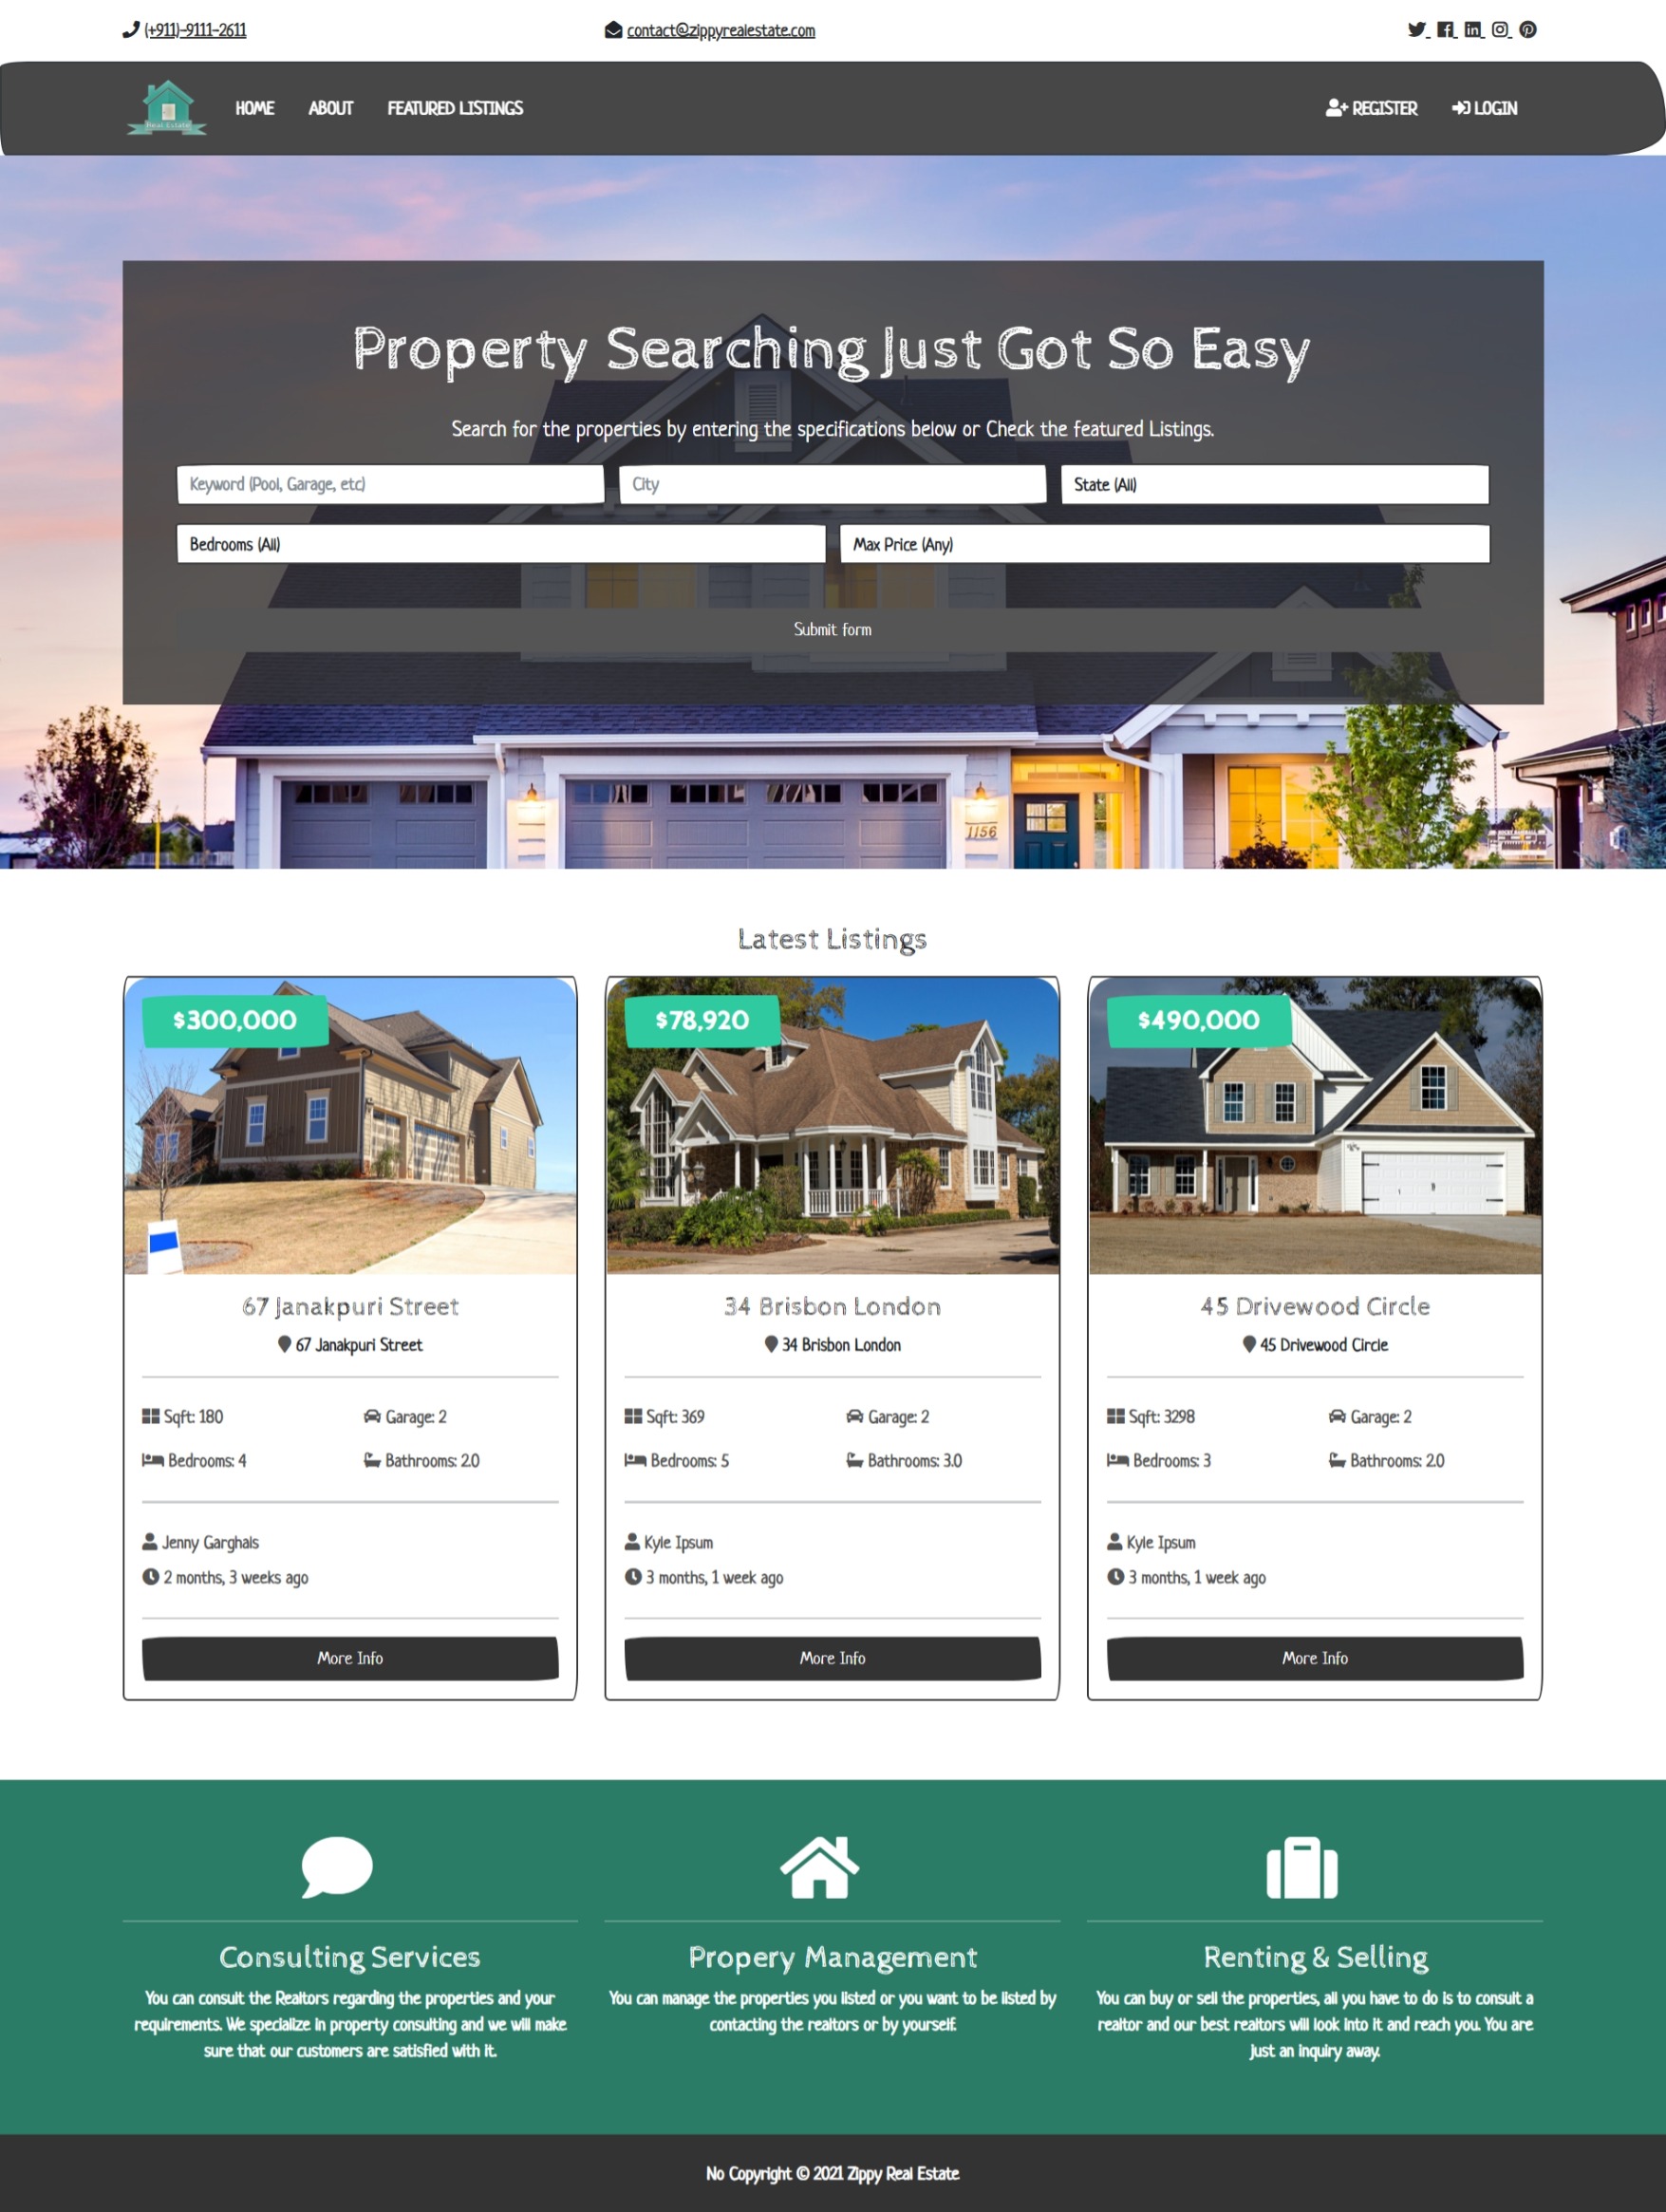 (+911)-9111-2611
contact@zippyrealestate.com
Real Estate
HOME
ABOUT
FEATURED LISTINGS
REGISTER
LOGIN
Property Searching Just Got So Easy
Search for the properties by entering the specifications below or Check the featured Listings.
Keyword (Pool, Garage, etc)
City
State (All)
Bedrooms (All)
Max Price (Any)
Submit form
1156
Latest Listings
$300,000
67 Janakpuri Street
67 Janakpuri Street
Sqft: 180
Garage: 2
Bedrooms: 4
Bathrooms: 2.0
Jenny Garghais
2 months, 3 weeks ago
More Info
$78,920
34 Brisbon London
34 Brisbon London
Sqft: 369
Garage: 2
Bedrooms: 5
Bathrooms: 3.0
Kyle Ipsum
3 months, 1 week ago
More Info
$490,000
45 Drivewood Circle
45 Drivewood Circle
Sqft: 3298
Garage: 2
Bedrooms: 3
Bathrooms: 2.0
Kyle Ipsum
3 months, 1 week ago
More Info
Consulting Services
You can consult the Realtors regarding the properties and your
requirements. We specialize in property consulting and we will make
sure that our customers are satisfied with it.
Propery Management
You can manage the properties you listed or you want to be listed by
contacting the realtors or by yourself.
Renting & Selling
You can buy or sell the properties, all you have to do is to consult a
realtor and our best realtors will look into it and reach you. You are
just an inquiry away.
No Copyright © 2021 Zippy Real Estate